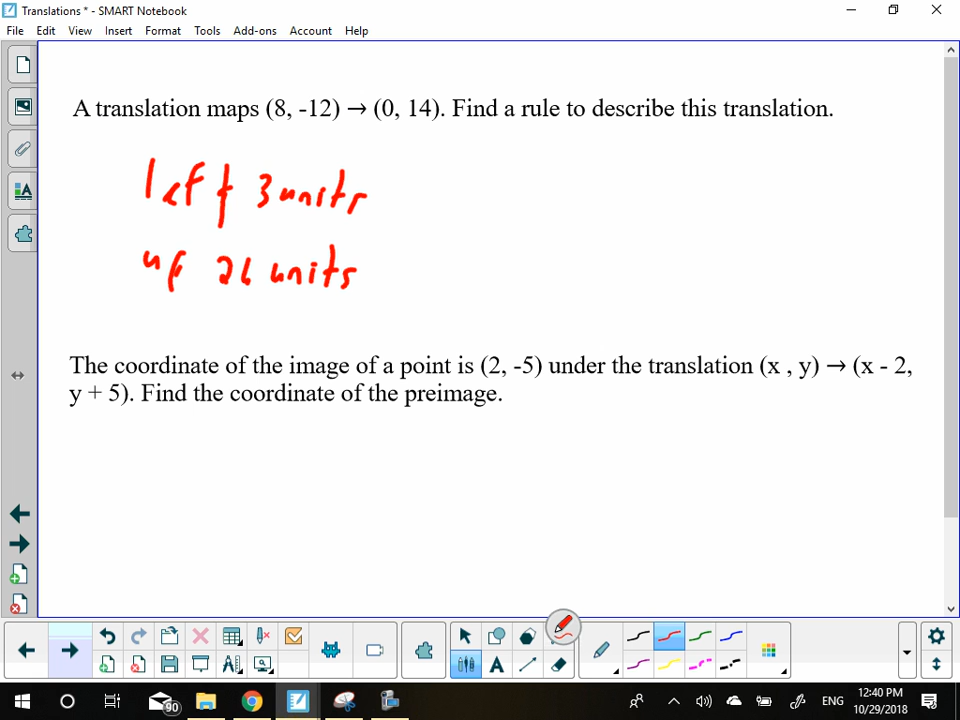 Translations * - SMART Notebook
File Edit View Insert Format Tools Add-ons Account Help
A translation maps (8, -12) → (0, 14). Find a rule to describe this translation.
left 3 units
up 26 units
The coordinate of the image of a point is (2, -5) under the translation (x , y) → (x - 2,
y + 5). Find the coordinate of the preimage.
90
ENG
12:40 PM
10/29/2018